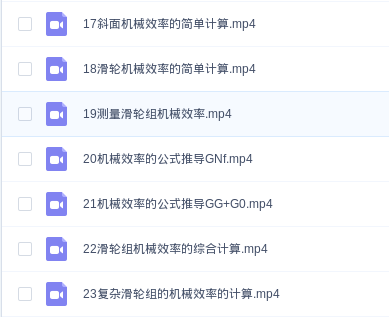 17斜面机械效率的简单计算.mp4
18滑轮机械效率的简单计算.mp4
19测量滑轮组机械效率.mp4
20机械效率的公式推导GNf.mp4
21机械效率的公式推导GG+G0.mp4
22滑轮组机械效率的综合计算.mp4
23复杂滑轮组的机械效率的计算.mp4